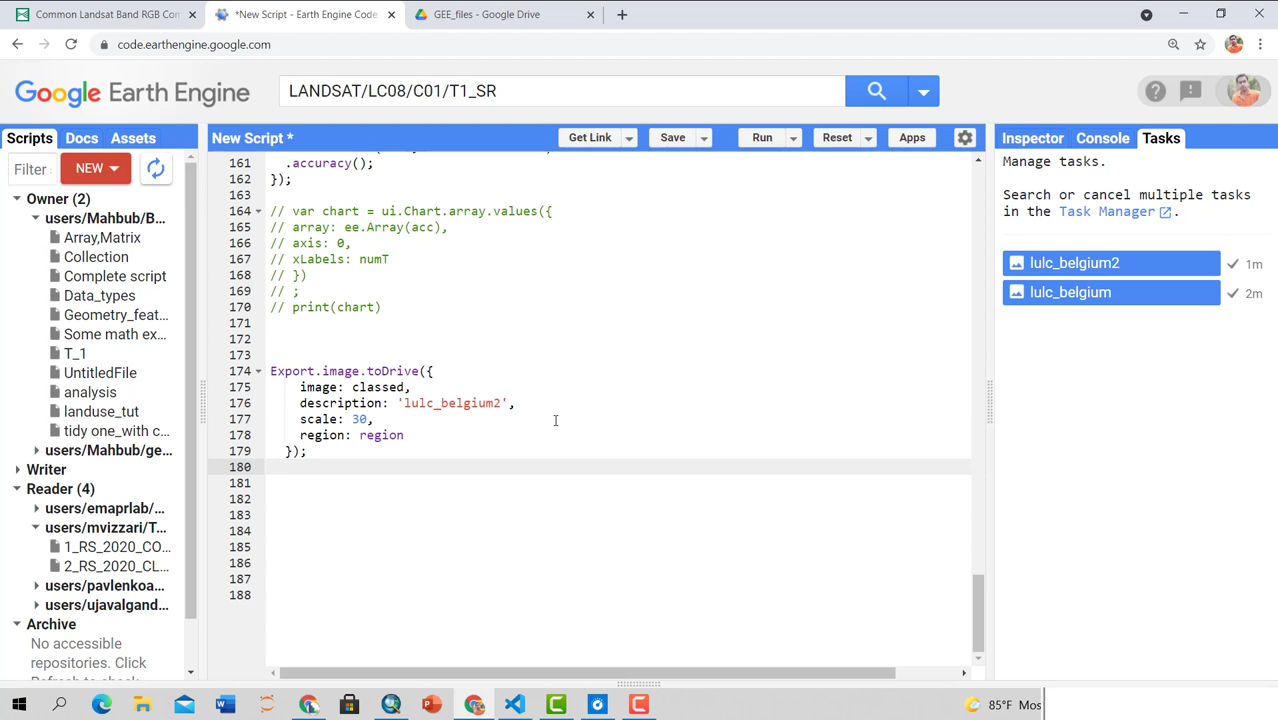 Common Landsat Band RGB Com
*New Script - Earth Engine Code
GEE_files - Google Drive
code.earthengine.google.com
Google Earth Engine
LANDSAT/LC08/C01/T1_SR
Scripts Docs Assets
New Script *
Get Link Save Run Reset Apps
Inspector Console Tasks
Filter
NEW
Owner (2)
users/Mahbub/B...
Array,Matrix
Collection
Complete script
Data_types
Geometry_feat...
Some math ex...
T_1
UntitledFile
analysis
landuse_tut
tidy one_with c...
users/Mahbub/ge...
Writer
Reader (4)
users/emaprlab/...
users/mvizzari/T...
1_RS_2020_CO...
2_RS_2020_CL...
users/pavlenkoa...
users/ujavalgand...
Archive
No accessible
repositories. Click
Refresh to check
161 .accuracy();
162 });
163
164 // var chart = ui.Chart.array.values({
165 // array: ee.Array(acc),
166 // axis: 0,
167 // xLabels: numT
168 // })
169 // ;
170 // print(chart)
171
172
173
174 Export.image.toDrive({
175 image: classed,
176 description: 'lulc_belgium2',
177 scale: 30,
178 region: region
179 });
180
181
182
183
184
185
186
187
188
Manage tasks.
Search or cancel multiple tasks
in the Task Manager.
lulc_belgium2 1m
lulc_belgium 2m
85°F Mos